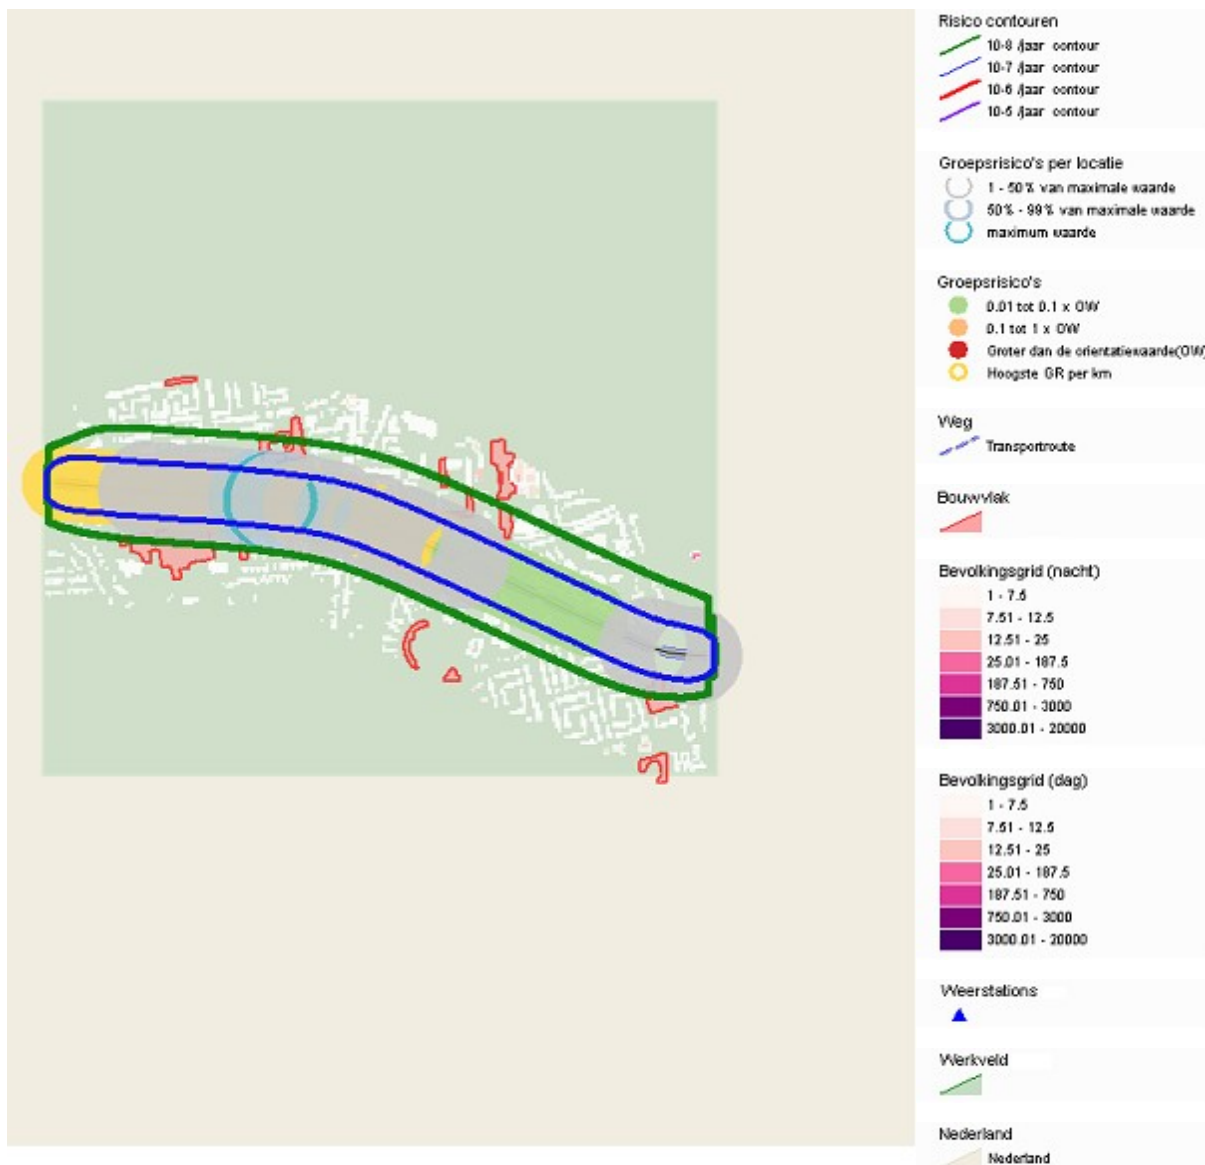 Risico contouren
10-8 /jaar contour
10-7 /jaar contour
10-6 /jaar contour
10-5 /jaar contour
Groepsrisico's per locatie
1 - 50% van maximale waarde
50% - 99% van maximale waarde
maximum waarde
Groepsrisico's
0.01 tot 0.1 x OW
0.1 tot 1 x OW
Groter dan de orientatiewaarde(OW)
Hoogste GR per km
Weg
Transportroute
Bouwvlak
Bevolkingsgrid (nacht)
1 - 7.5
7.51 - 12.5
12.51 - 25
25.01 - 187.5
187.51 - 750
750.01 - 3000
3000.01 - 20000
Bevolkingsgrid (dag)
1 - 7.5
7.51 - 12.5
12.51 - 25
25.01 - 187.5
187.51 - 750
750.01 - 3000
3000.01 - 20000
Weerstations
Werkveld
Nederland
Nederland